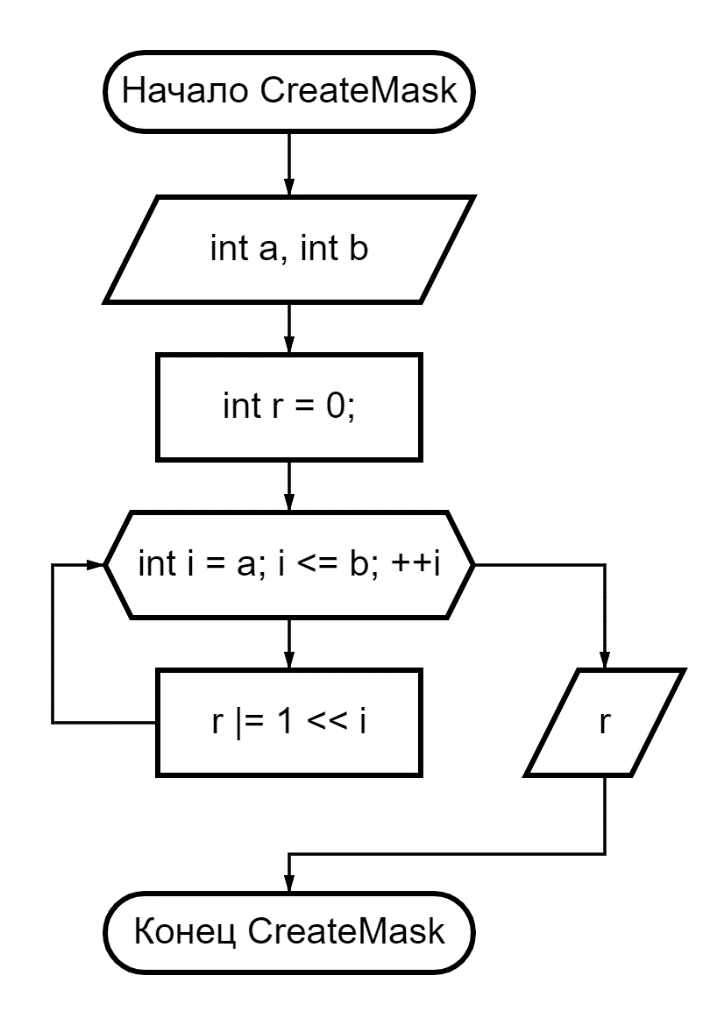 Начало CreateMask
int a, int b
int r = 0;
int i = a; i <= b; ++i
r |= 1 << i
r
Конец CreateMask